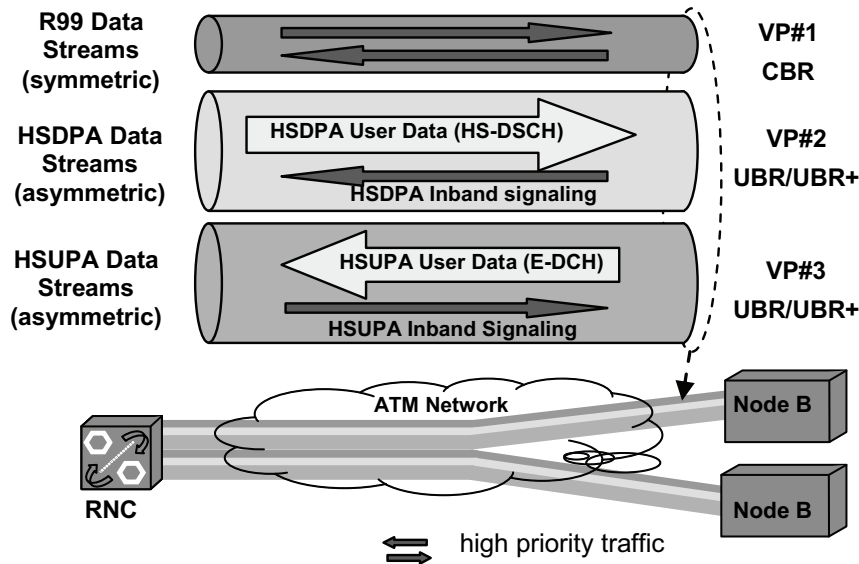 R99 Data
Streams
(symmetric)
VP#1
CBR
HSDPA Data
Streams
(asymmetric)
HSDPA User Data (HS-DSCH)
HSDPA Inband signaling
VP#2
UBR/UBR+
HSUPA Data
Streams
(asymmetric)
HSUPA User Data (E-DCH)
HSUPA Inband Signaling
VP#3
UBR/UBR+
ATM Network
Node B
RNC
Node B
high priority traffic